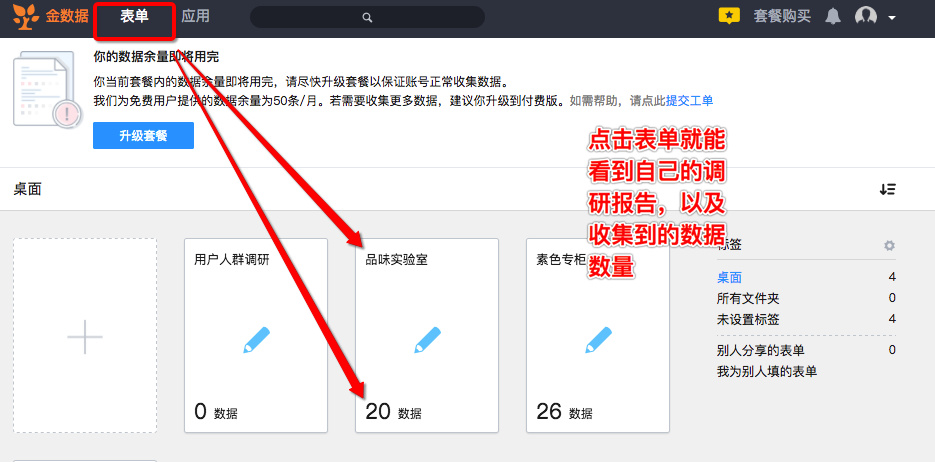 金数据 表单 应用 套餐购买
你的数据余量即将用完
你当前套餐内的数据余量即将用完，请尽快升级套餐以保证账号正常收集数据。
我们为免费用户提供的数据余量为50条/月。若需要收集更多数据，建议你升级到付费版。如需帮助，请点此提交工单
升级套餐
点击表单就能
看到自己的调
研报告，以及
收集到的数据
数量
桌面
用户人群调研
0 数据
品味实验室
20 数据
素色专柜
26 数据
标签
桌面 4
所有文件夹 0
未设置标签 4
别人分享的表单 0
我为别人填的表单